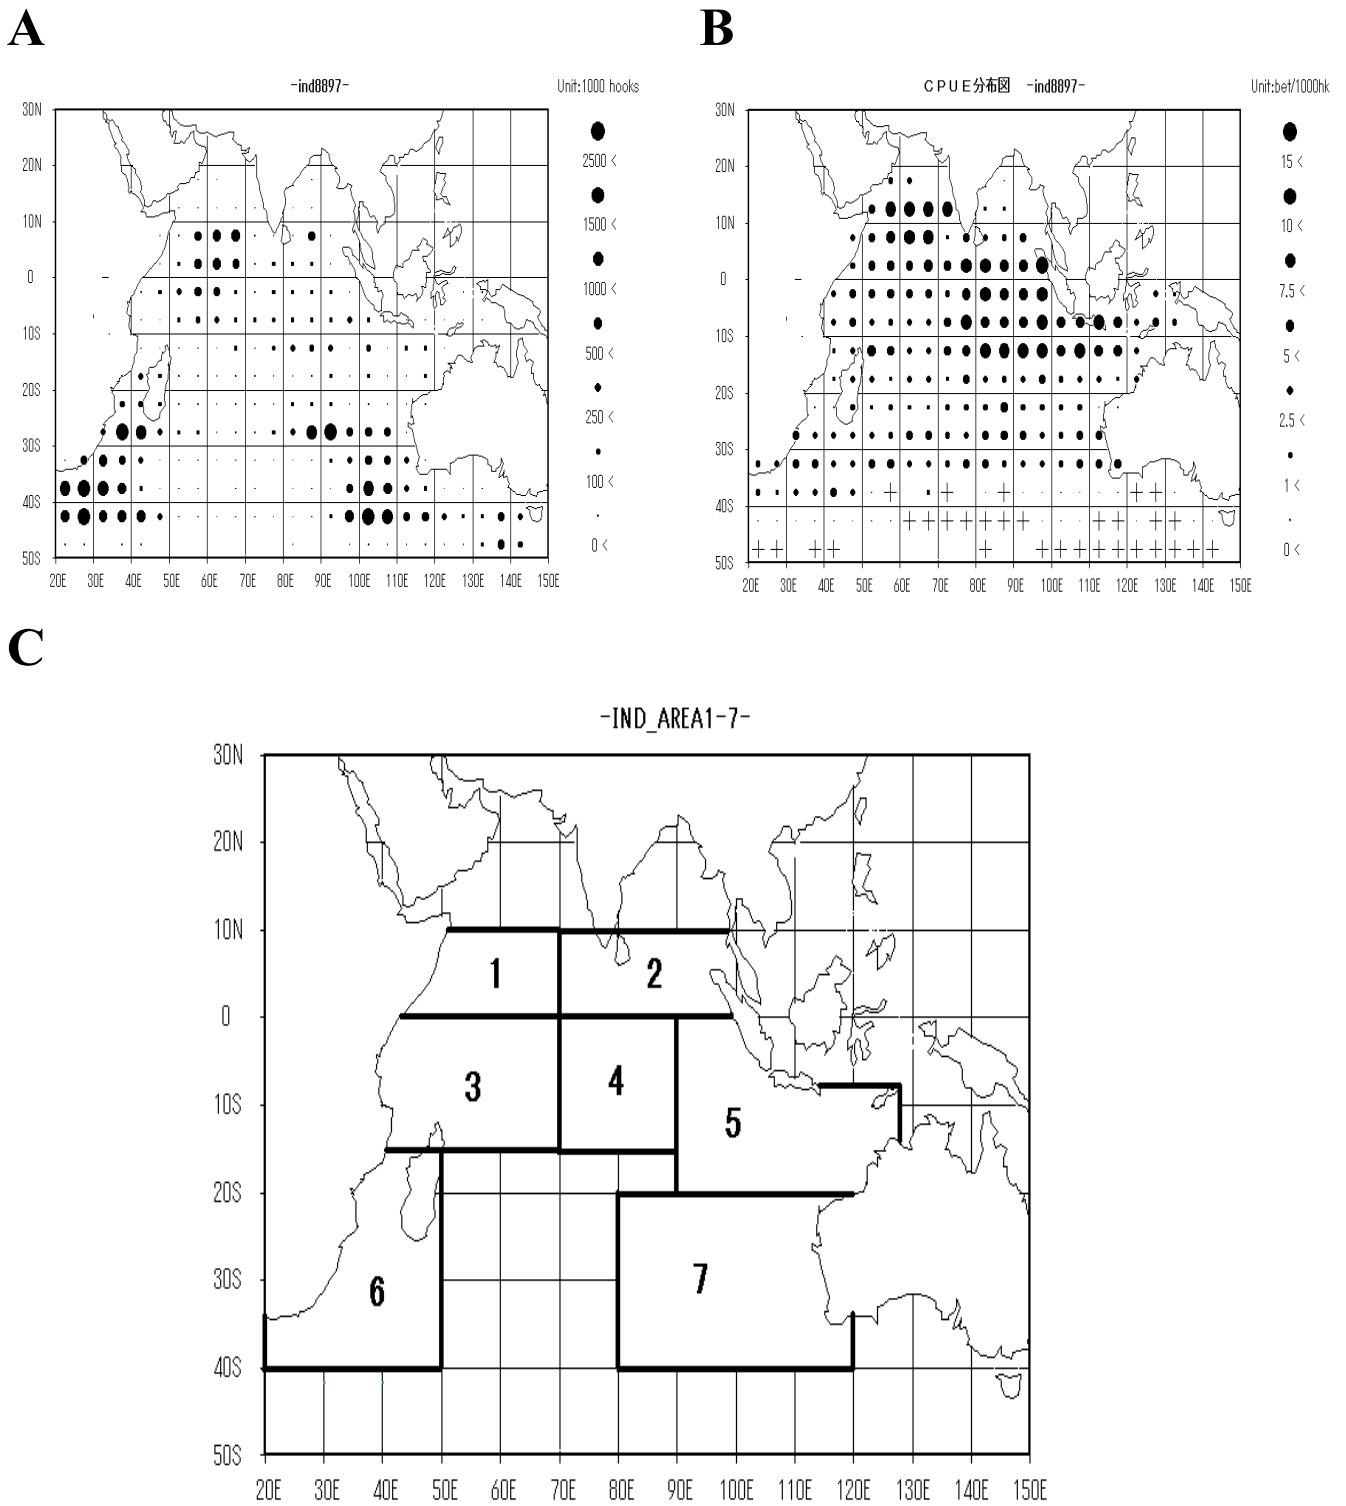 A
-ind8897-
Unit:1000 hooks
30N
20N
10N
0
10S
20S
30S
40S
50S
20E 30E 40E 50E 60E 70E 80E 90E 100E 110E 120E 130E 140E 150E
2500 <
1500 <
1000 <
500 <
250 <
100 <
0 <
B
CPUE分布図 -ind8897-
Unit:bet/1000hk
30N
20N
10N
0
10S
20S
30S
40S
50S
20E 30E 40E 50E 60E 70E 80E 90E 100E 110E 120E 130E 140E 150E
15 <
10 <
7.5 <
5 <
2.5 <
1 <
0 <
C
-IND_AREA1-7-
30N
20N
10N
0
10S
20S
30S
40S
50S
1
2
3
4
5
6
7
20E 30E 40E 50E 60E 70E 80E 90E 100E 110E 120E 130E 140E 150E